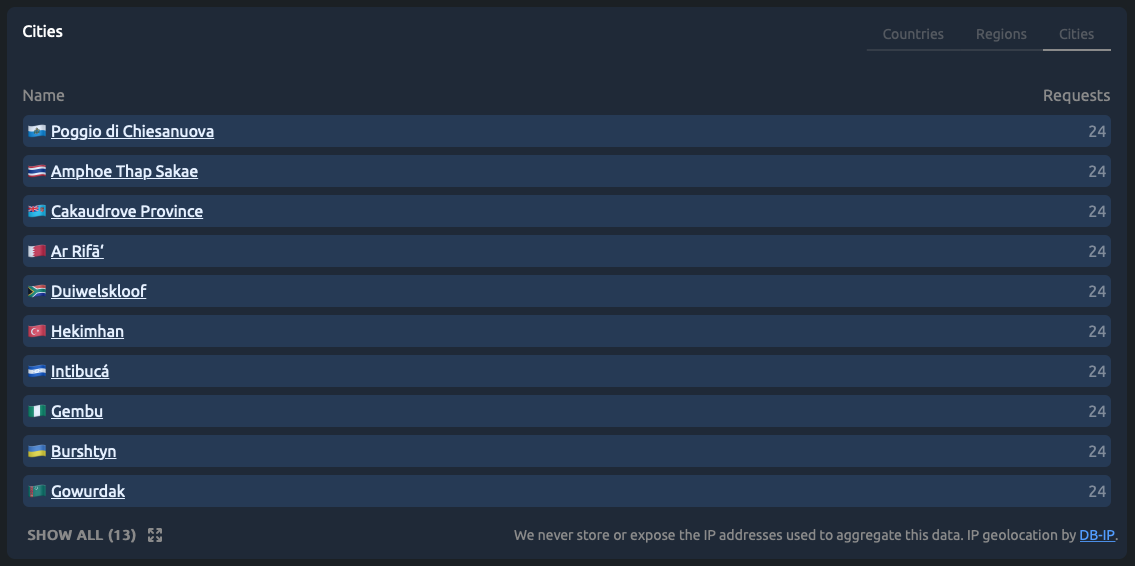 Cities
Countries Regions Cities
Name Requests
Poggio di Chiesanuova 24
Amphoe Thap Sakae 24
Cakaudrove Province 24
Ar Rifā‘ 24
Duiwelskloof 24
Hekimhan 24
Intibucá 24
Gembu 24
Burshtyn 24
Gowurdak 24
SHOW ALL (13) We never store or expose the IP addresses used to aggregate this data. IP geolocation by DB-IP.